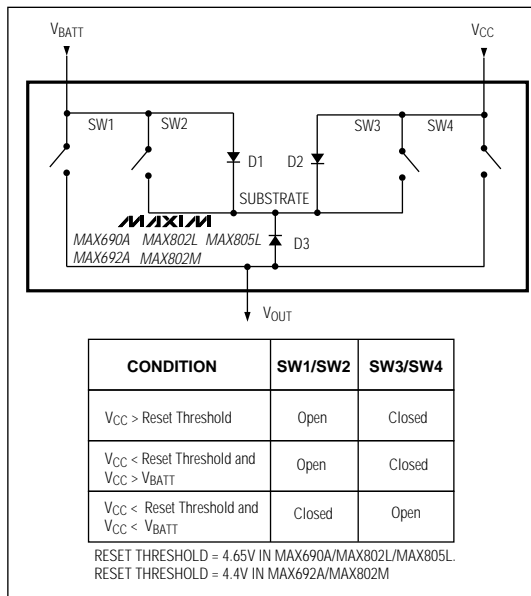 VBATT
VCC
SW1
SW2
SW3
SW4
D1
D2
SUBSTRATE
MAXIM
MAX690A MAX802L MAX805L
D3
MAX692A MAX802M
VOUT
CONDITION SW1/SW2 SW3/SW4
VCC > Reset Threshold Open Closed
VCC < Reset Threshold and
VCC > VBATT Open Closed
VCC < Reset Threshold and
VCC < VBATT Closed Open
RESET THRESHOLD = 4.65V IN MAX690A/MAX802L/MAX805L.
RESET THRESHOLD = 4.4V IN MAX692A/MAX802M